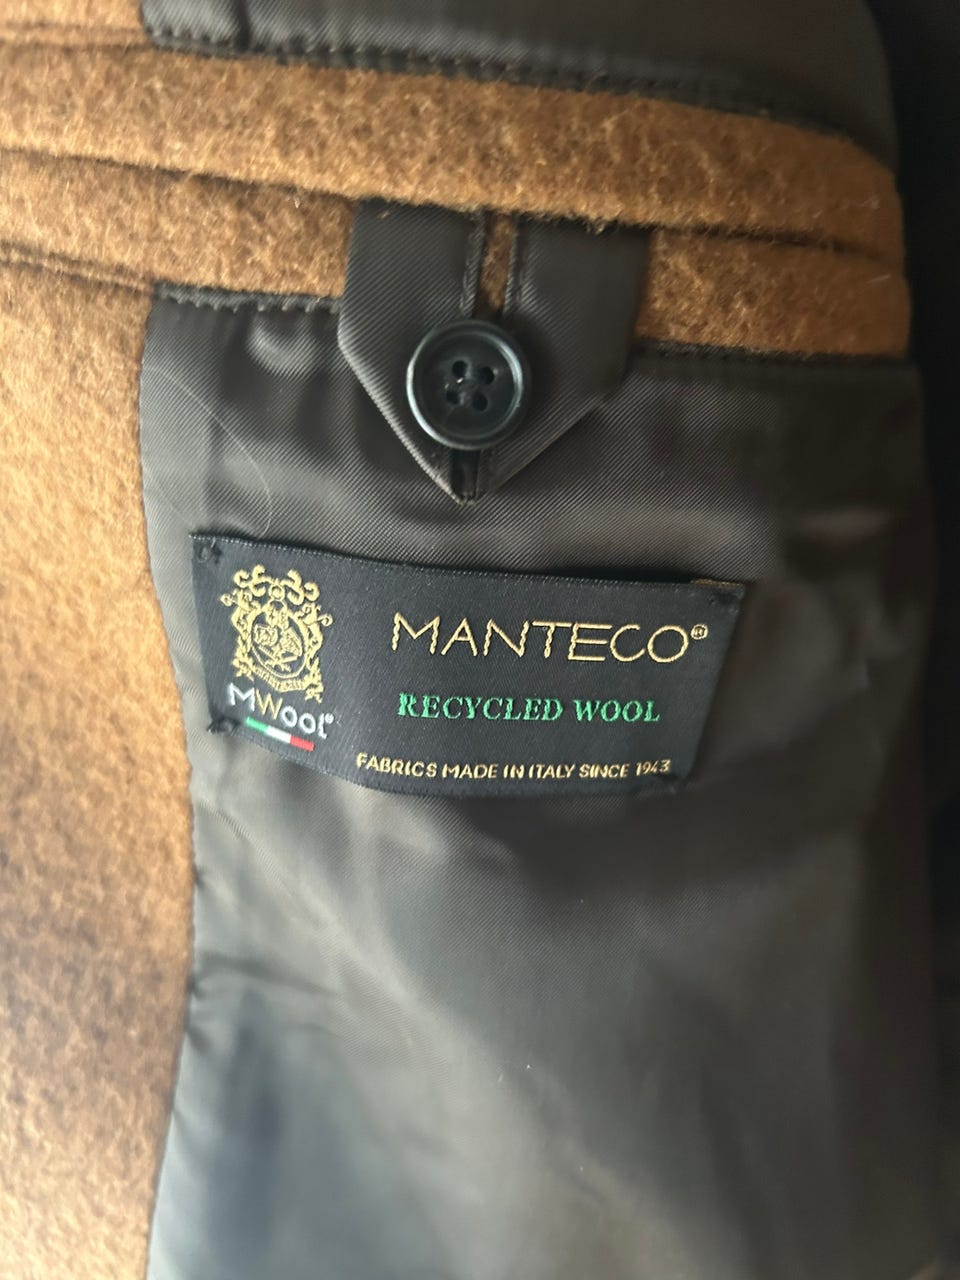 MANTECO®
RECYCLED WOOL
MWool®
FABRICS MADE IN ITALY SINCE 1943